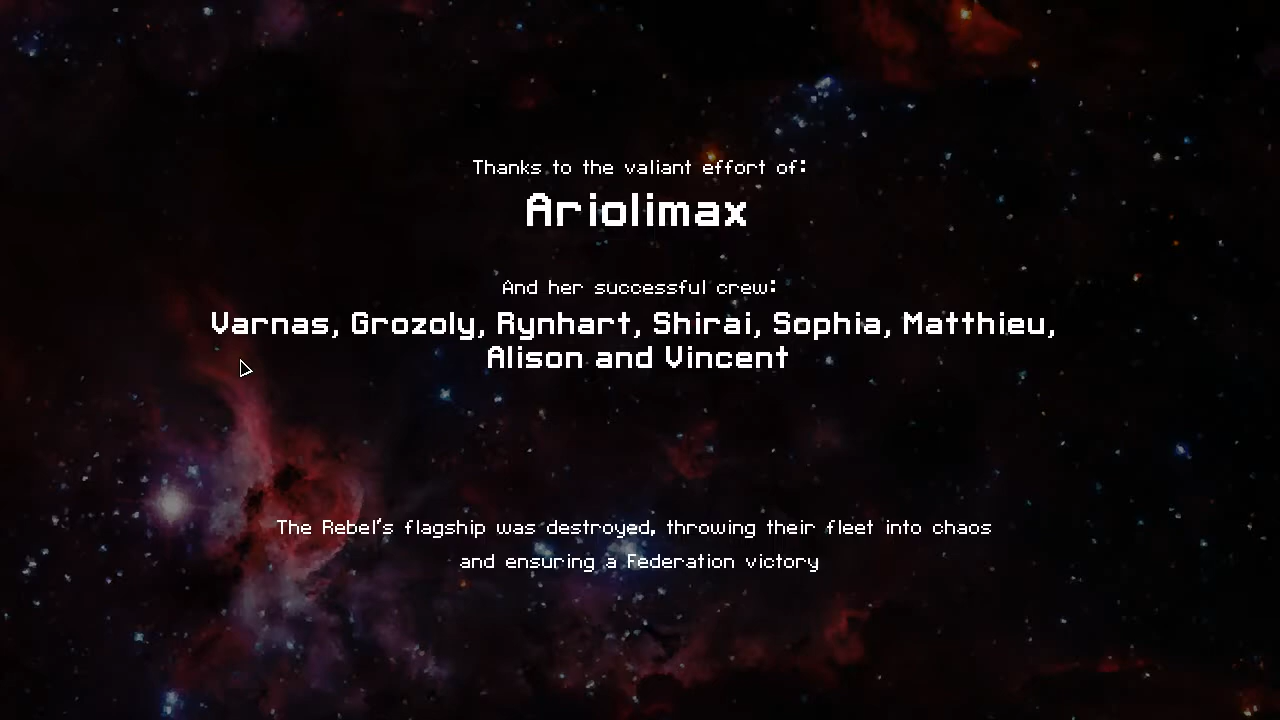 Thanks to the valiant effort of:
Ariolimax
And her successful crew:
Varnas, Grozoly, Rynhart, Shirai, Sophia, Matthieu,
Alison and Vincent
The Rebel's flagship was destroyed, throwing their fleet into chaos
and ensuring a Federation victory